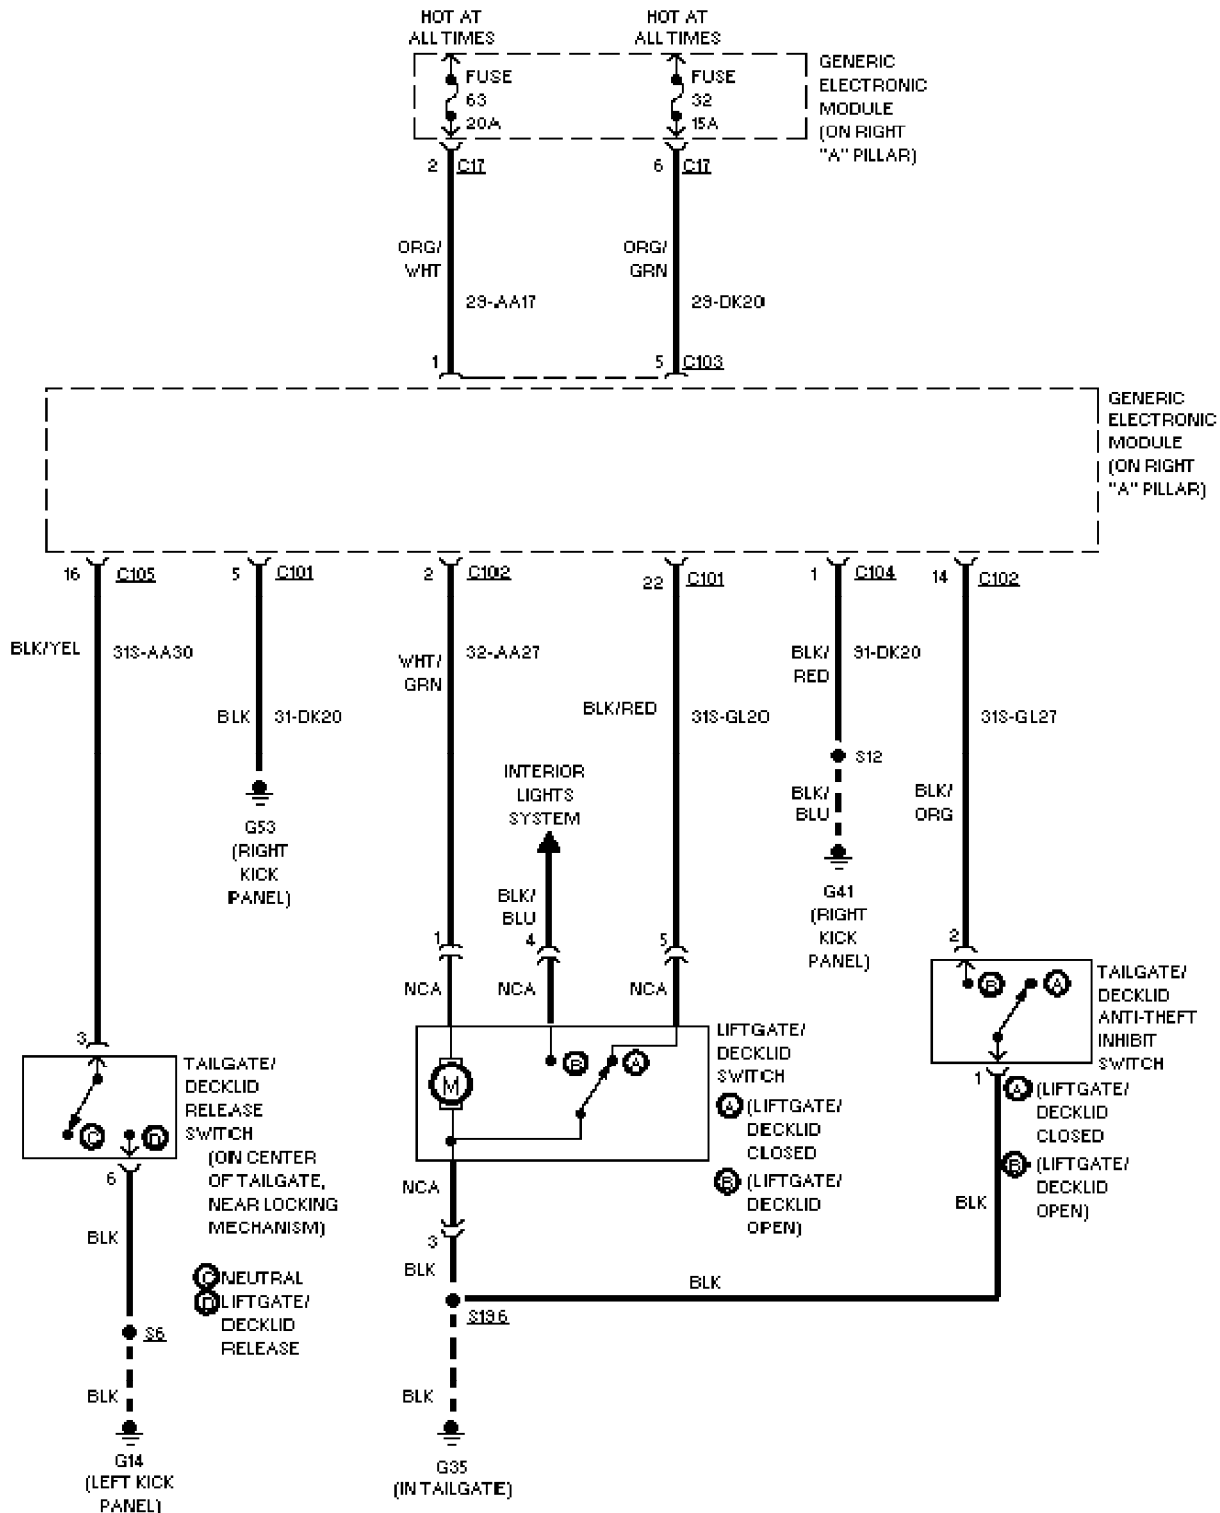 HOT AT
ALL TIMES
HOT AT
ALL TIMES
FUSE
63
20A
FUSE
32
15A
GENERIC
ELECTRONIC
MODULE
(ON RIGHT
"A" PILLAR)
2 C17
6 C17
ORG/
WHT
ORG/
GRN
29-AA17
29-DK20
1
5 C103
GENERIC
ELECTRONIC
MODULE
(ON RIGHT
"A" PILLAR)
16 C105
5 C101
2 C102
22 C101
1 C104
14 C102
BLK/YEL
31S-AA30
BLK
31-DK20
WHT/
GRN
32-AA27
BLK/RED
31S-GL20
BLK/
RED
91-DK20
31S-GL27
S12
BLK/
BLU
BLK/
ORG
INTERIOR
LIGHTS
SYSTEM
G53
(RIGHT
KICK
PANEL)
BLK/
BLU
G41
(RIGHT
KICK
PANEL)
1
4
5
2
NCA
NCA
NCA
B
A
TAILGATE/
DECKLID
ANTI-THEFT
INHIBIT
SWITCH
1
A (LIFTGATE/
DECKLID
CLOSED
B (LIFTGATE/
DECKLID
OPEN)
3
TAILGATE/
DECKLID
RELEASE
SWITCH
(ON CENTER
OF TAILGATE,
NEAR LOCKING
MECHANISM)
C
D
6
M
B
A
LIFTGATE/
DECKLID
SWITCH
A (LIFTGATE/
DECKLID
CLOSED
B (LIFTGATE/
DECKLID
OPEN)
NCA
3
BLK
BLK
BLK
BLK
C NEUTRAL
D LIFTGATE/
DECKLID
RELEASE
S6
S196
BLK
BLK
G14
(LEFT KICK
PANEL)
G35
(IN TAILGATE)